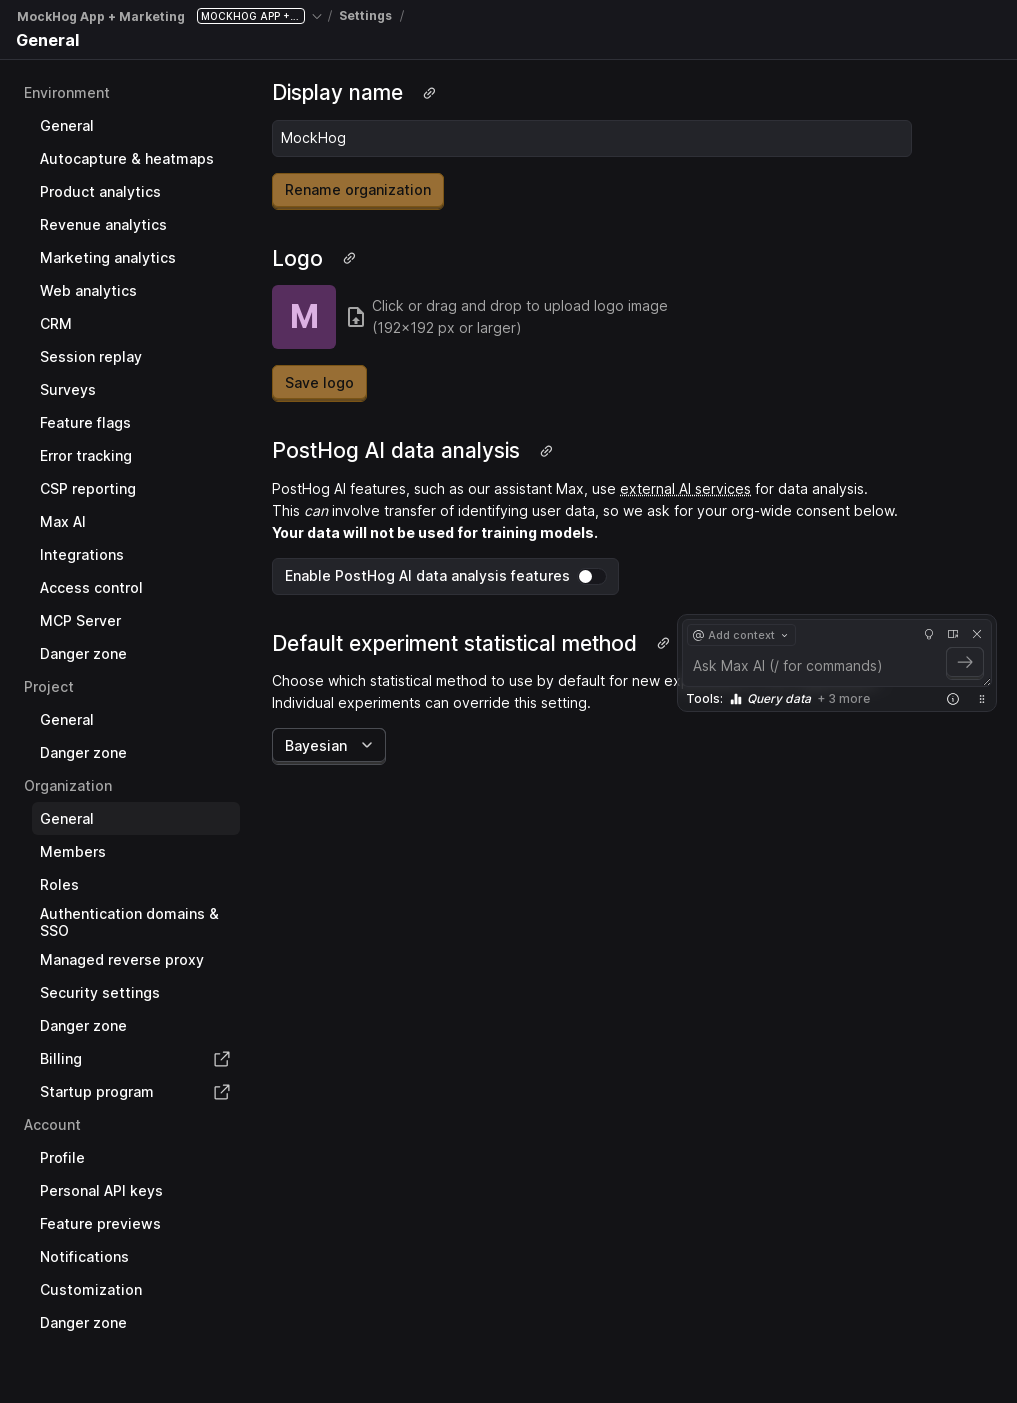 MockHog App + Marketing MOCKHOG APP +... / Settings /
General
Environment
General
Autocapture & heatmaps
Product analytics
Revenue analytics
Marketing analytics
Web analytics
CRM
Session replay
Surveys
Feature flags
Error tracking
CSP reporting
Max AI
Integrations
Access control
MCP Server
Danger zone
Project
General
Danger zone
Organization
General
Members
Roles
Authentication domains &
SSO
Managed reverse proxy
Security settings
Danger zone
Billing
Startup program
Account
Profile
Personal API keys
Feature previews
Notifications
Customization
Danger zone
Display name
MockHog
Rename organization
Logo
M
Click or drag and drop to upload logo image
(192x192 px or larger)
Save logo
PostHog AI data analysis
PostHog AI features, such as our assistant Max, use external AI services for data analysis.
This can involve transfer of identifying user data, so we ask for your org-wide consent below.
Your data will not be used for training models.
Enable PostHog AI data analysis features
Default experiment statistical method
Choose which statistical method to use by default for new
Individual experiments can override this setting.
Bayesian
@ Add context
Ask Max AI (/ for commands)
Tools: Query data + 3 more